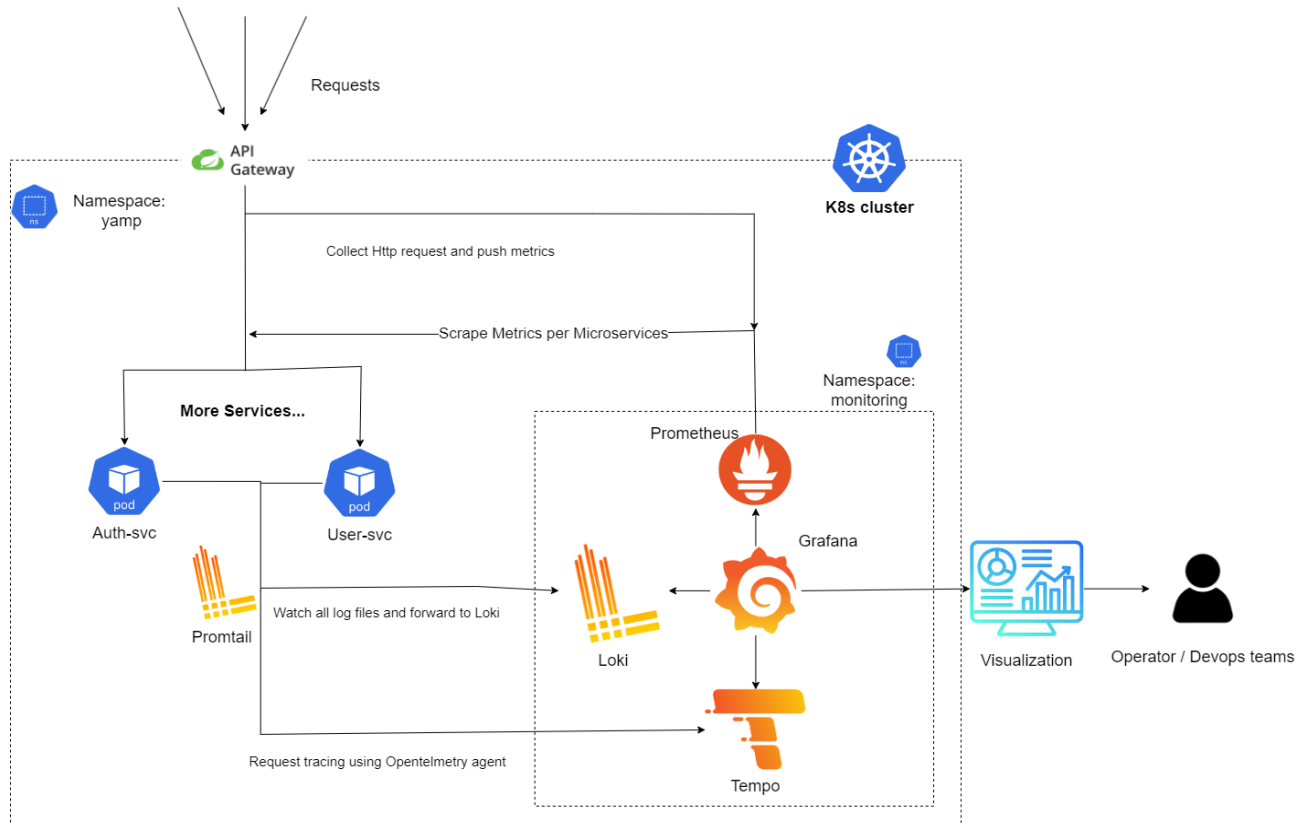 Requests
API
Gateway
ns
Namespace:
yamp
K8s cluster
Collect Http request and push metrics
Scrape Metrics per Microservices
ns
Namespace:
monitoring
More Services...
Prometheus
pod
Auth-svc
pod
User-svc
Grafana
Promtail
Watch all log files and forward to Loki
Loki
Visualization
Operator / Devops teams
Request tracing using Opentelmetry agent
Tempo